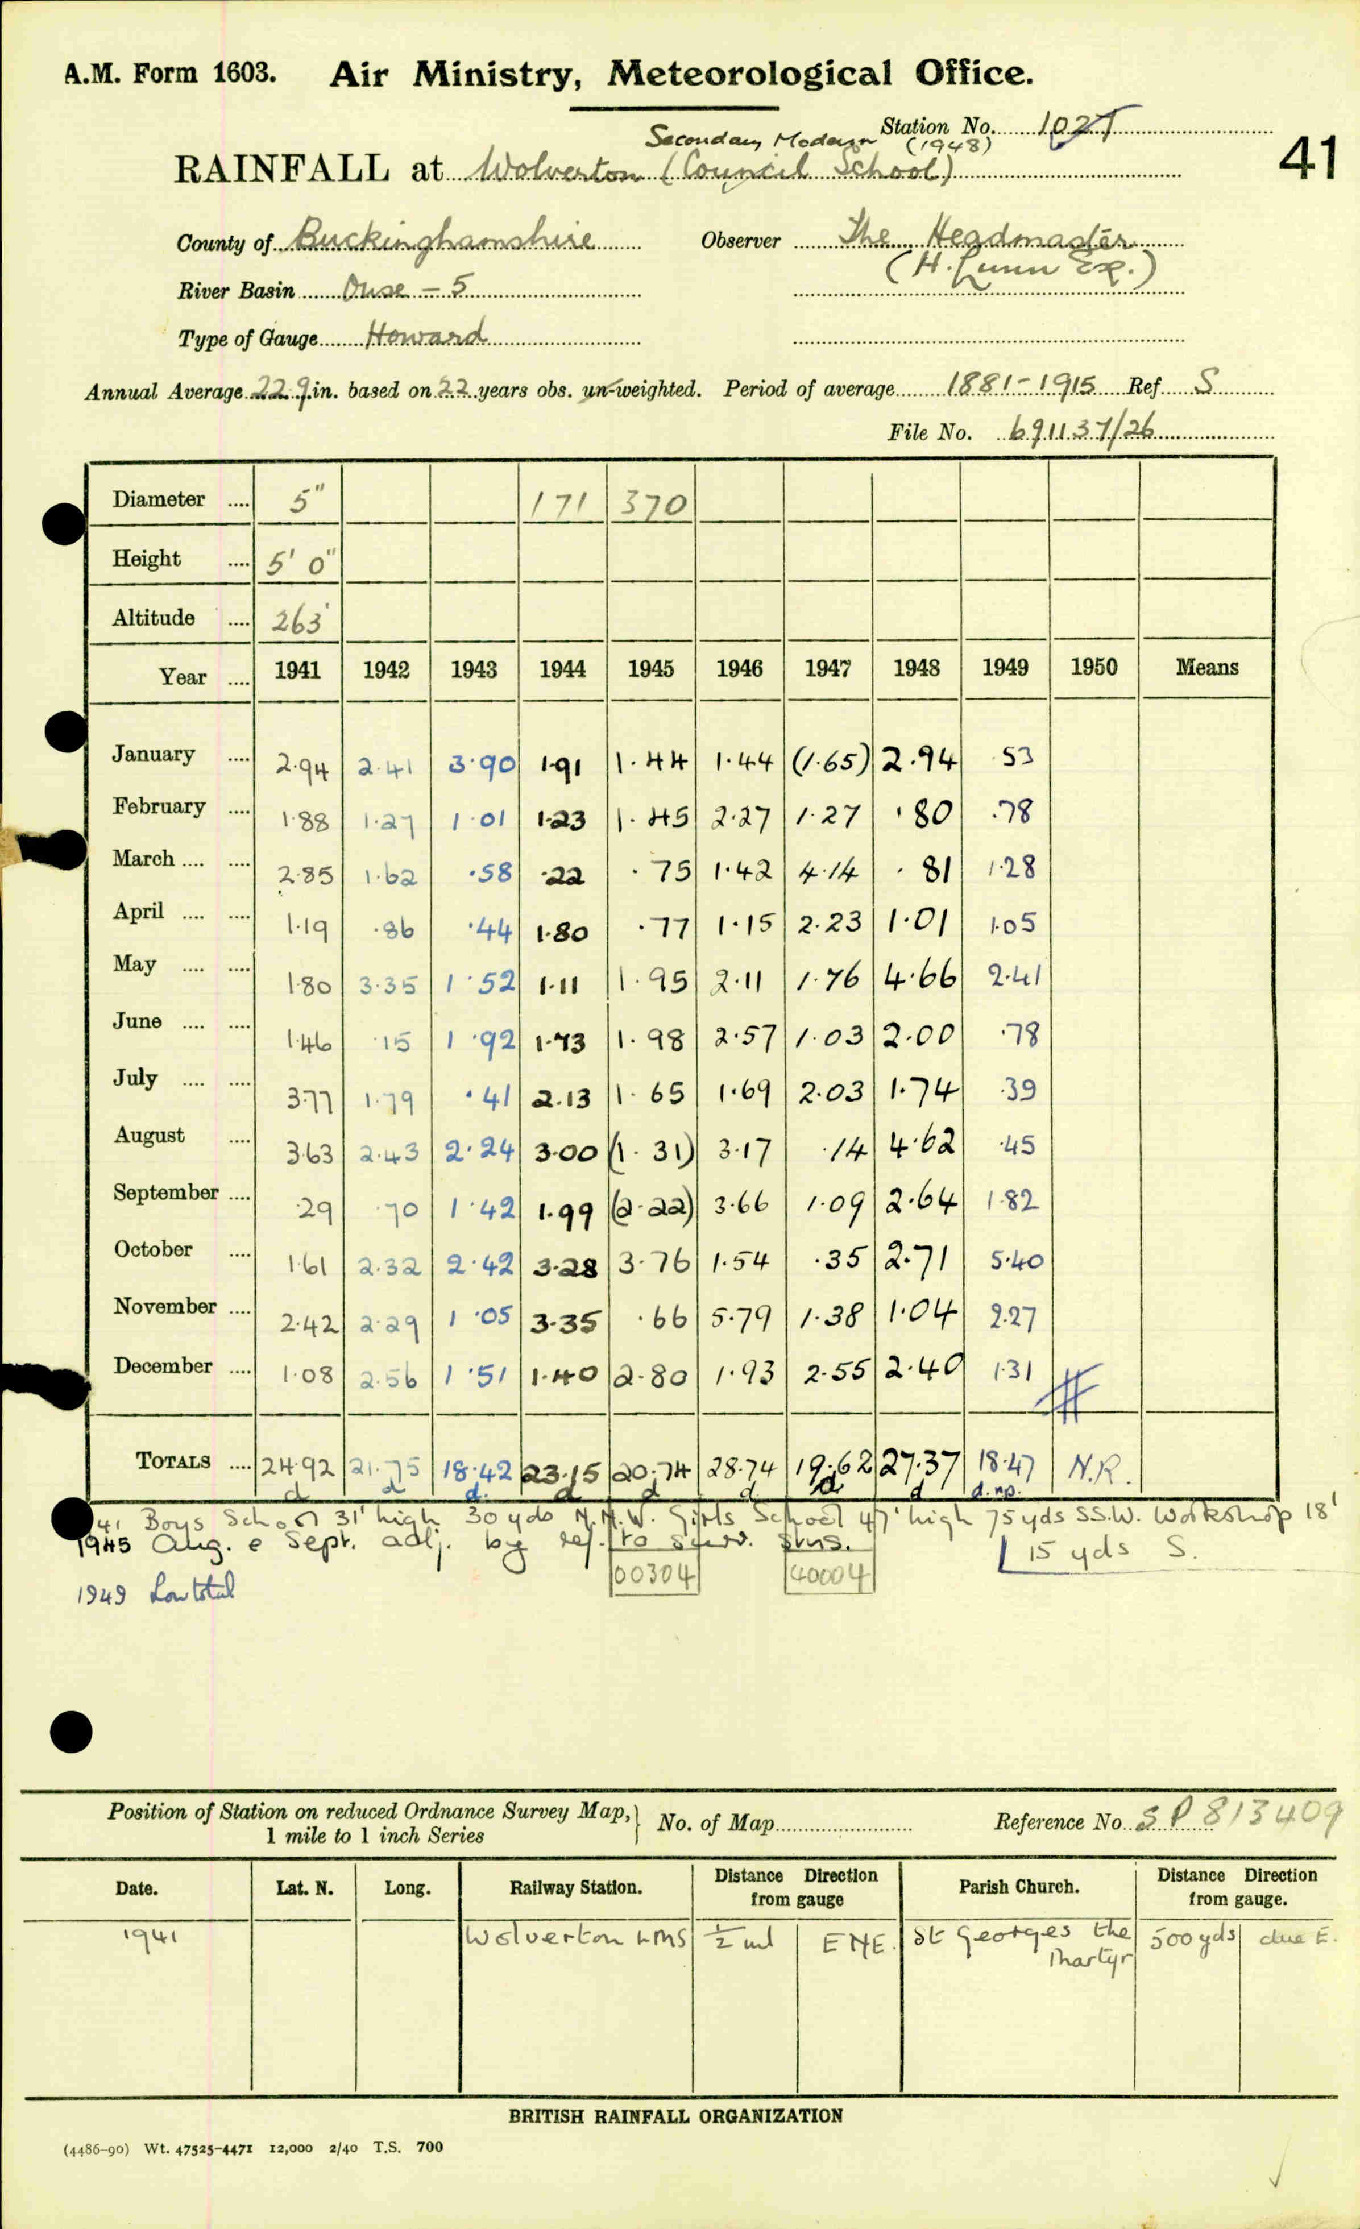 A.M. Form 1603. Air Ministry, Meteorological Office.
Station No. 102T
41
Secondary Modern (1948)
RAINFALL at Wolverton (Council School)
County of Buckinghamshire Observer The Headmaster
(H. Lunn Esq.)
River Basin Ouse - 5
Type of Gauge Howard
Annual Average 22.9 in. based on 22 years obs. un-weighted. Period of average 1881-1915 Ref S
File No. 691137/26
Diameter .... 5" 171 370
Height .... 5' 0"
Altitude .... 263'
Year .... 1941 1942 1943 1944 1945 1946 1947 1948 1949 1950 Means
January .... 2.94 2.41 3.90 1.91 1.44 1.44 (1.65) 2.94 .53
February .... 1.88 1.27 1.01 1.23 1.45 2.27 1.27 .80 .78
March .... .... 2.85 1.62 .58 .22 .75 1.42 4.14 .81 1.28
April .... .... 1.19 .86 .44 1.80 .77 1.15 2.23 1.01 1.05
May .... .... 1.80 3.35 1.52 1.11 1.95 2.11 1.76 4.66 2.41
June .... .... 1.46 .15 1.92 1.73 1.98 2.57 1.03 2.00 .78
July .... .... 3.77 1.79 .41 2.13 1.65 1.69 2.03 1.74 .39
August .... 3.63 2.43 2.24 3.00 (1.31) 3.17 .14 4.62 .45
September .... .29 .70 1.42 1.99 (2.22) 3.66 1.09 2.64 1.82
October .... 1.61 2.32 2.42 3.28 3.76 1.54 .35 2.71 5.40
November .... 2.42 2.29 1.05 3.35 .66 5.79 1.38 1.04 2.27
December .... 1.08 2.56 1.51 1.40 2.80 1.93 2.55 2.40 1.31
TOTALS .... 24.92 21.75 18.42 23.15 20.74 28.74 19.62 27.37 18.47 N.R.
d d d. d d d. d d d. np.
41 Boys School 31' high 30 yds N.N.W. Girls School 47' high 75 yds SS.W. Workshop 18'
15 yds S.
1945 Aug. & Sept. adj. by ref. to surr. stns.
00304 40004
1949 Low total
Position of Station on reduced Ordnance Survey Map, 1 mile to 1 inch Series No. of Map Reference No. SP 813409
Date. Lat. N. Long. Railway Station. Distance Direction from gauge Parish Church. Distance Direction from gauge.
1941 Wolverton LMS ½ ml ENE. St Georges the Martyr 500 yds due E.
BRITISH RAINFALL ORGANIZATION
(4486-90) Wt. 47525-4471 12,000 2/40 T.S. 700